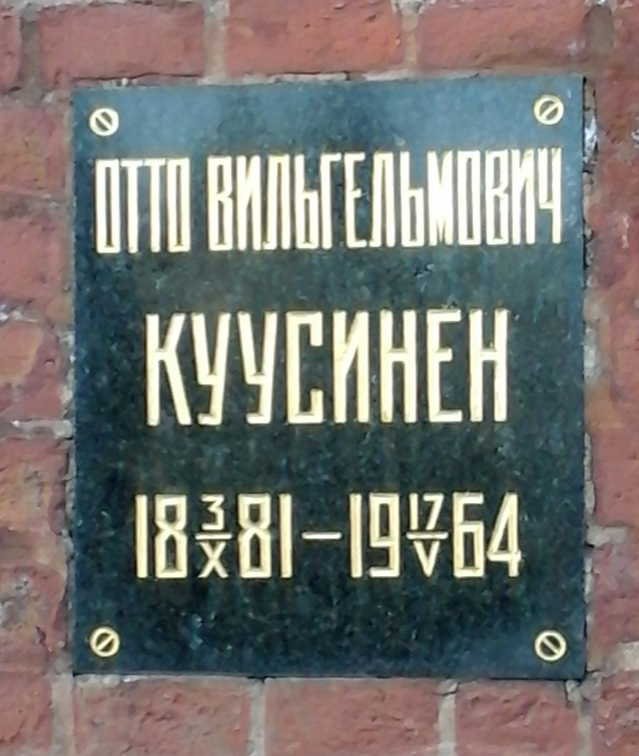 ОТТО ВИЛЬГЕЛЬМОВИЧ
КУУСИНЕН
18 3/X 81 – 19 17/V 64